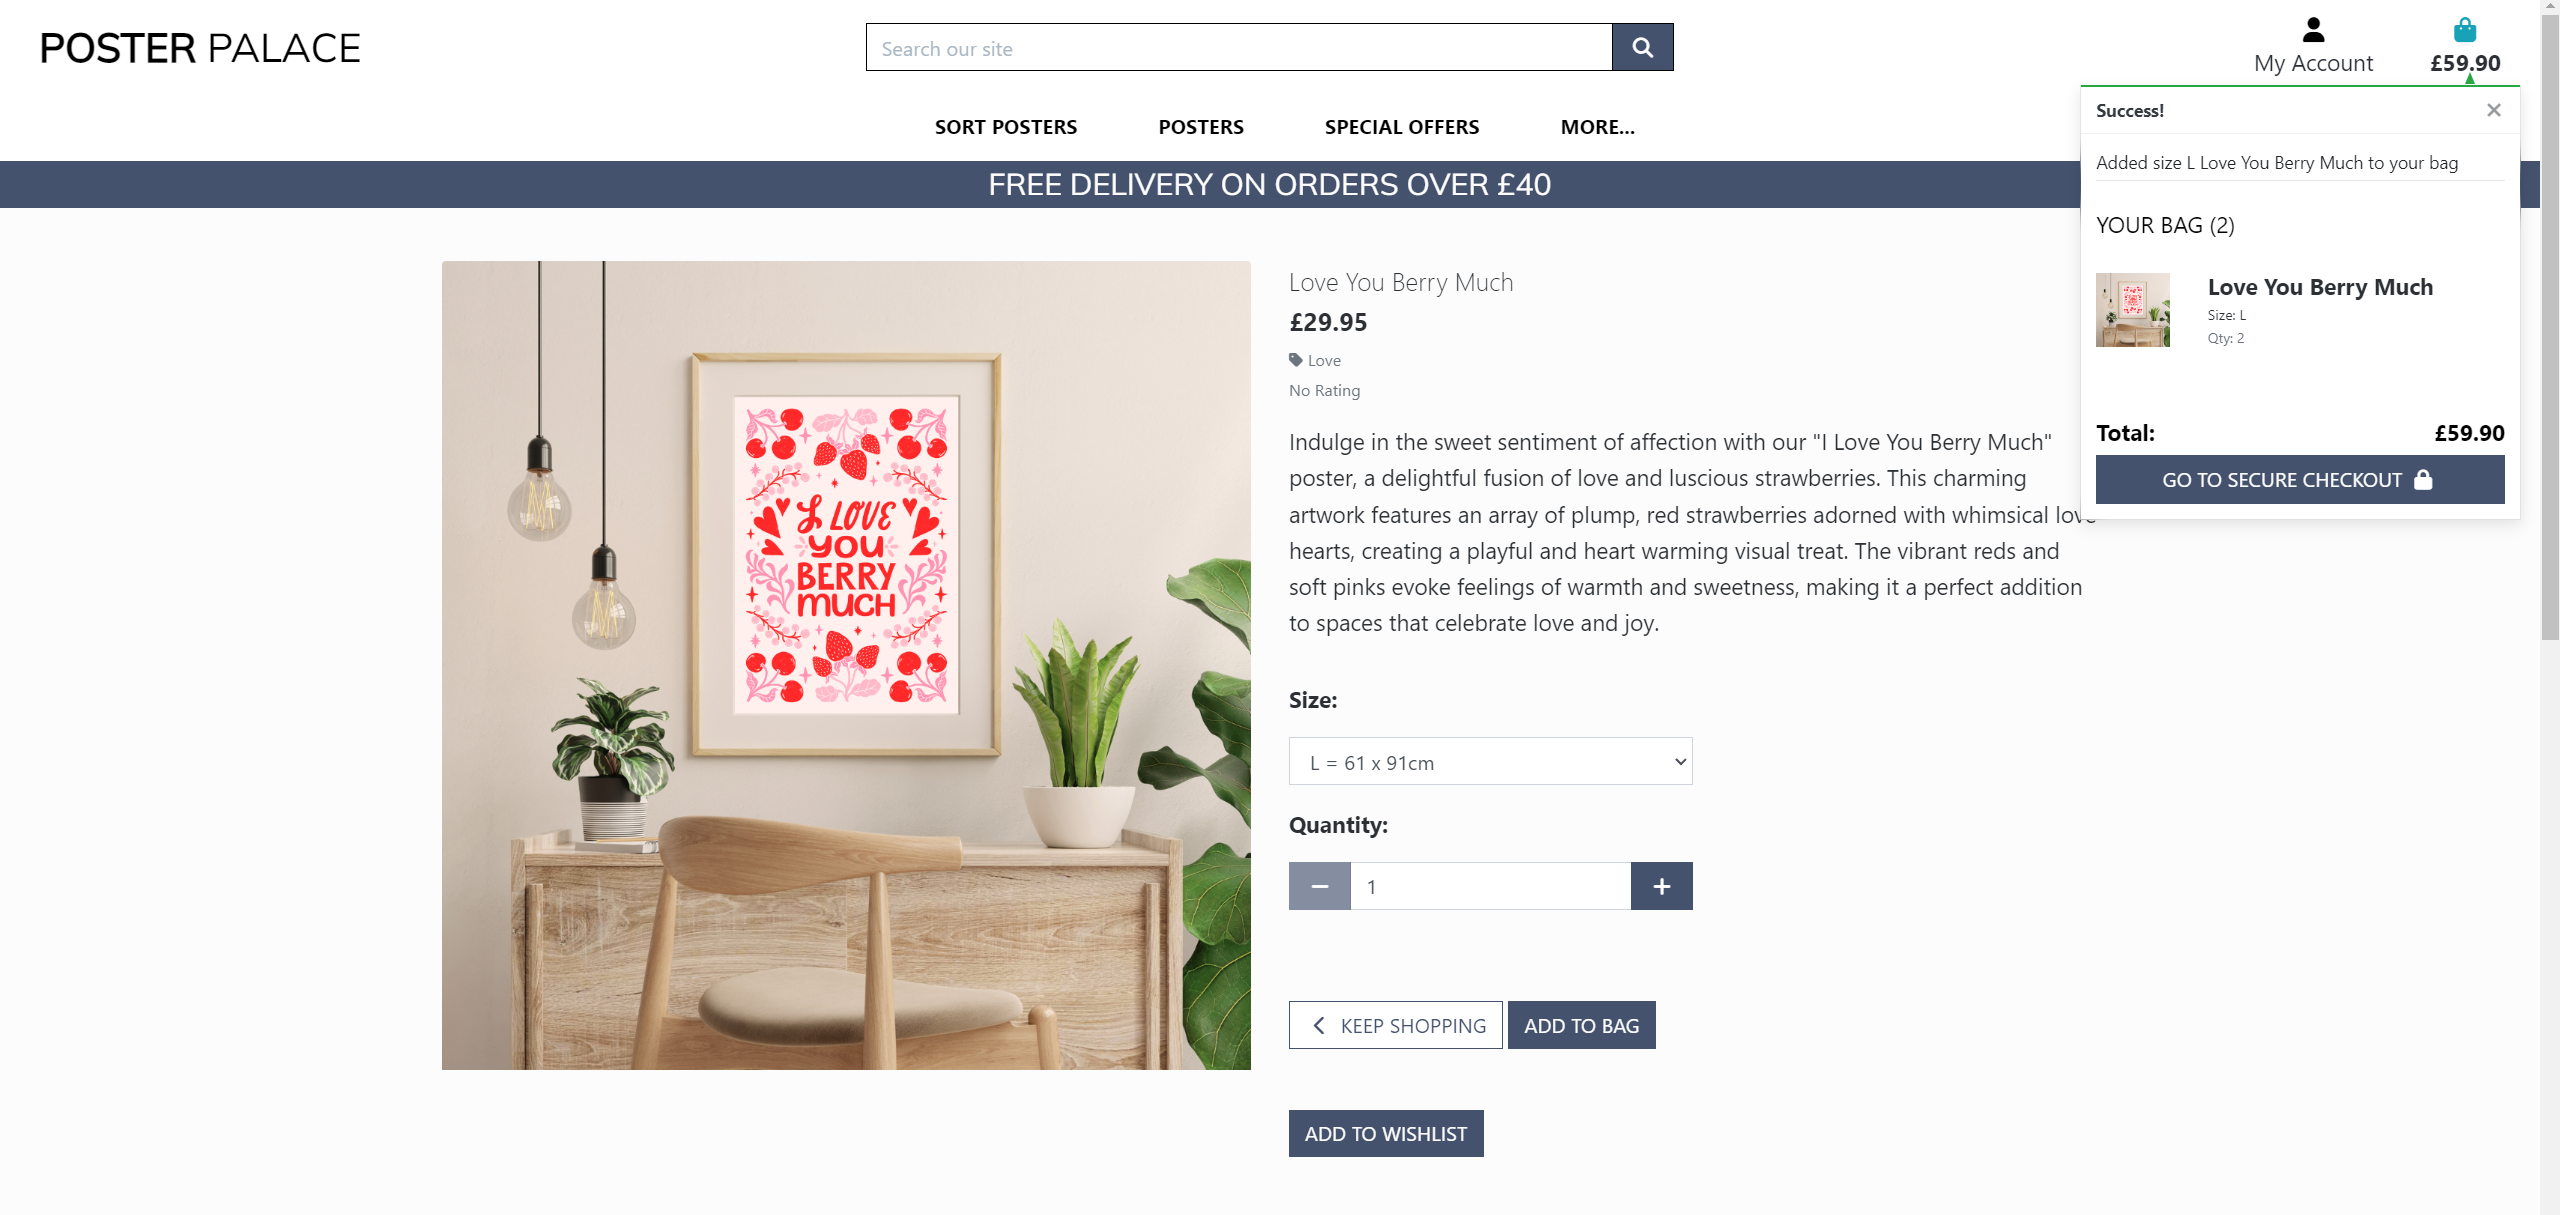 POSTER PALACE
Search our site
My Account
£59.90
SORT POSTERS
POSTERS
SPECIAL OFFERS
MORE...
FREE DELIVERY ON ORDERS OVER £40
Success!
×
Added size L Love You Berry Much to your bag
YOUR BAG (2)
Love You Berry Much
Size: L
Qty: 2
Total: £59.90
GO TO SECURE CHECKOUT
I LOVE
YOU
BERRY
MUCH
Love You Berry Much
£29.95
Love
No Rating
Indulge in the sweet sentiment of affection with our "I Love You Berry Much"
poster, a delightful fusion of love and luscious strawberries. This charming
artwork features an array of plump, red strawberries adorned with whimsical love
hearts, creating a playful and heart warming visual treat. The vibrant reds and
soft pinks evoke feelings of warmth and sweetness, making it a perfect addition
to spaces that celebrate love and joy.
Size:
L = 61 x 91cm
Quantity:
1
KEEP SHOPPING
ADD TO BAG
ADD TO WISHLIST